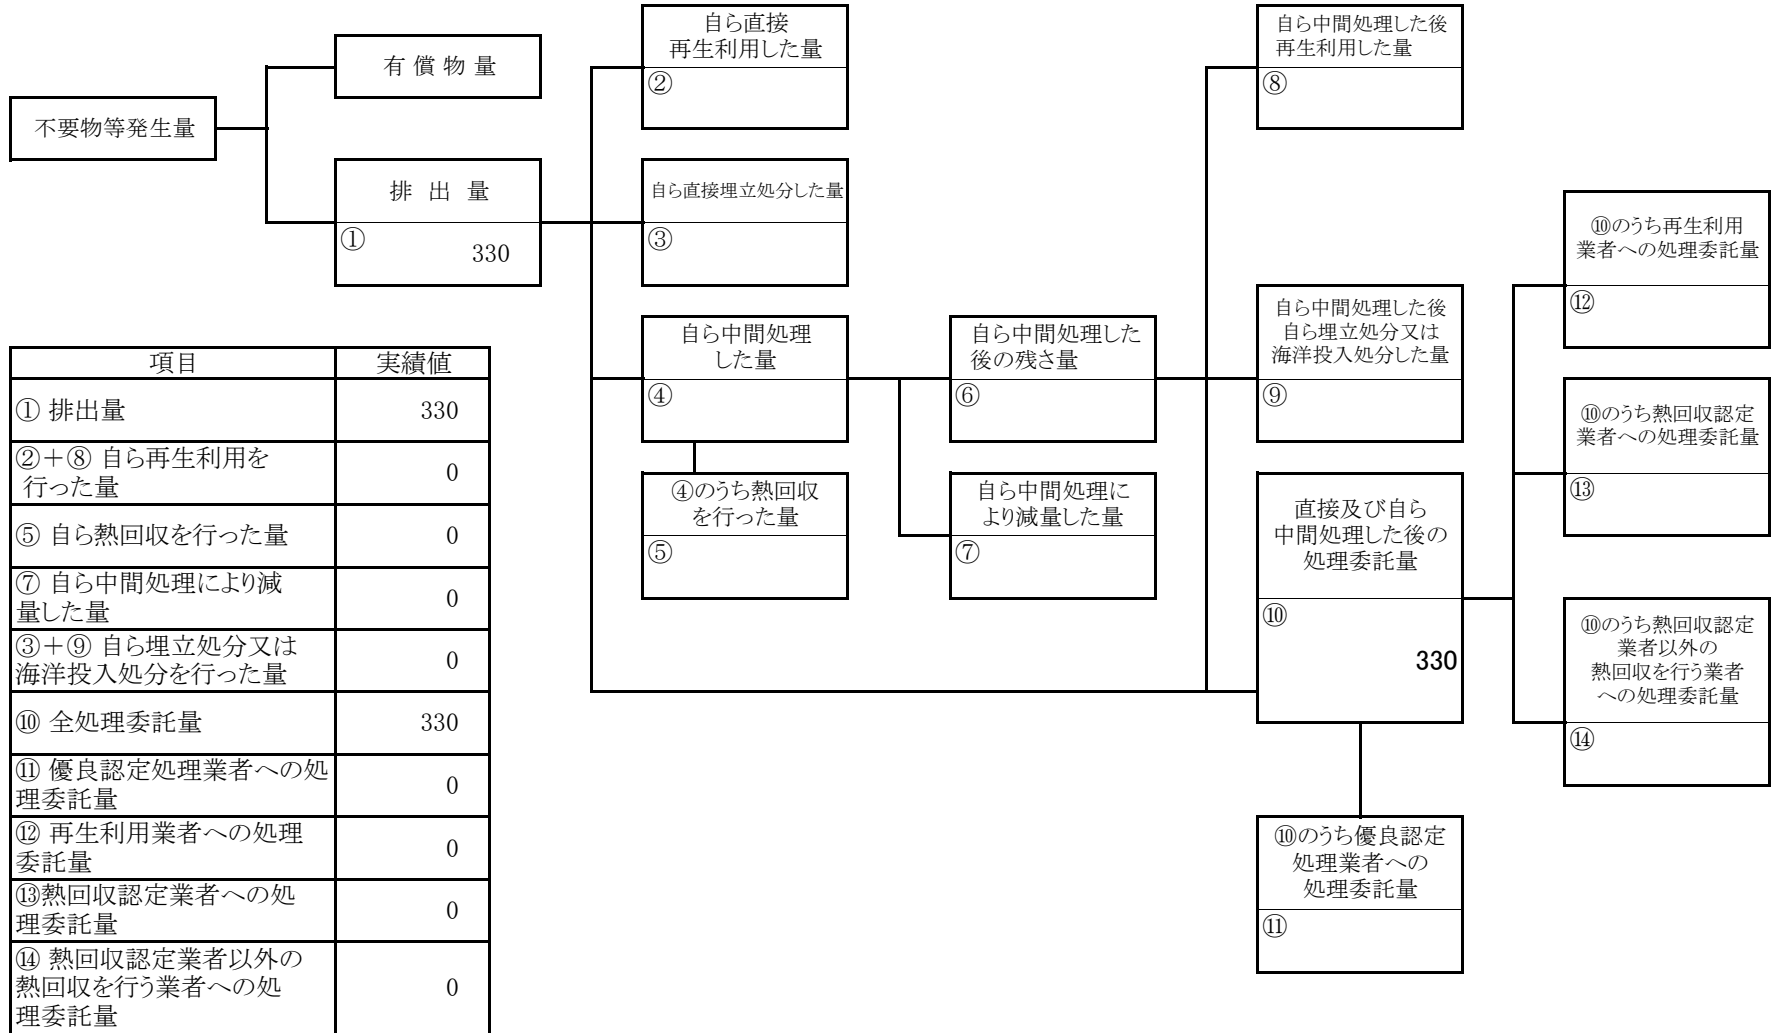 不要物等発生量
有償物量
排出量
①
330
自ら直接
再生利用した量
②
自ら直接埋立処分した量
③
自ら中間処理
した量
④
④のうち熱回収
を行った量
⑤
自ら中間処理した
後の残さ量
⑥
自ら中間処理に
より減量した量
⑦
自ら中間処理した後
再生利用した量
⑧
自ら中間処理した後
自ら埋立処分又は
海洋投入処分した量
⑨
直接及び自ら
中間処理した後の
処理委託量
⑩
330
⑩のうち優良認定
処理業者への
処理委託量
⑪
⑩のうち再生利用
業者への処理委託量
⑫
⑩のうち熱回収認定
業者への処理委託量
⑬
⑩のうち熱回収認定
業者以外の
熱回収を行う業者
への処理委託量
⑭
項目 実績値
① 排出量 330
②＋⑧ 自ら再生利用を
行った量 0
⑤ 自ら熱回収を行った量 0
⑦ 自ら中間処理により減
量した量 0
③＋⑨ 自ら埋立処分又は
海洋投入処分を行った量 0
⑩ 全処理委託量 330
⑪ 優良認定処理業者への処
理委託量 0
⑫ 再生利用業者への処理
委託量 0
⑬熱回収認定業者への処
理委託量 0
⑭ 熱回収認定業者以外の
熱回収を行う業者への処
理委託量 0